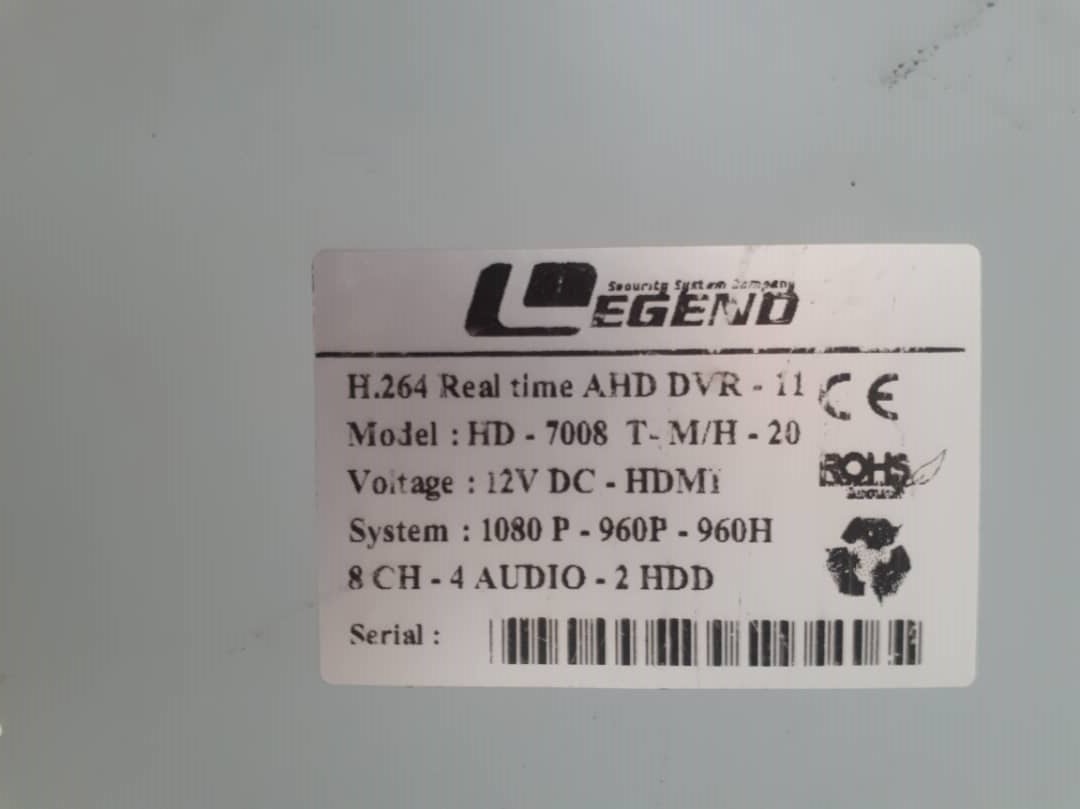 Security System Company
LEGEND
H.264 Real time AHD DVR - 11
CE
Model : HD - 7008 T- M/H - 20
Voltage : 12V DC - HDMI
ROHS
System : 1080 P - 960P - 960H
8 CH - 4 AUDIO - 2 HDD
Serial :